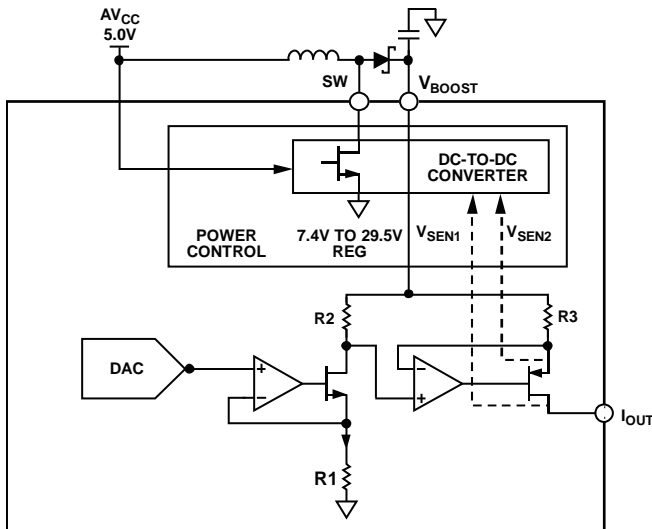 AVCC
5.0V
SW
VBOOST
DC-TO-DC
CONVERTER
POWER
CONTROL
7.4V TO 29.5V
REG
VSEN1
VSEN2
R2
R3
DAC
+
–
–
+
IOUT
R1